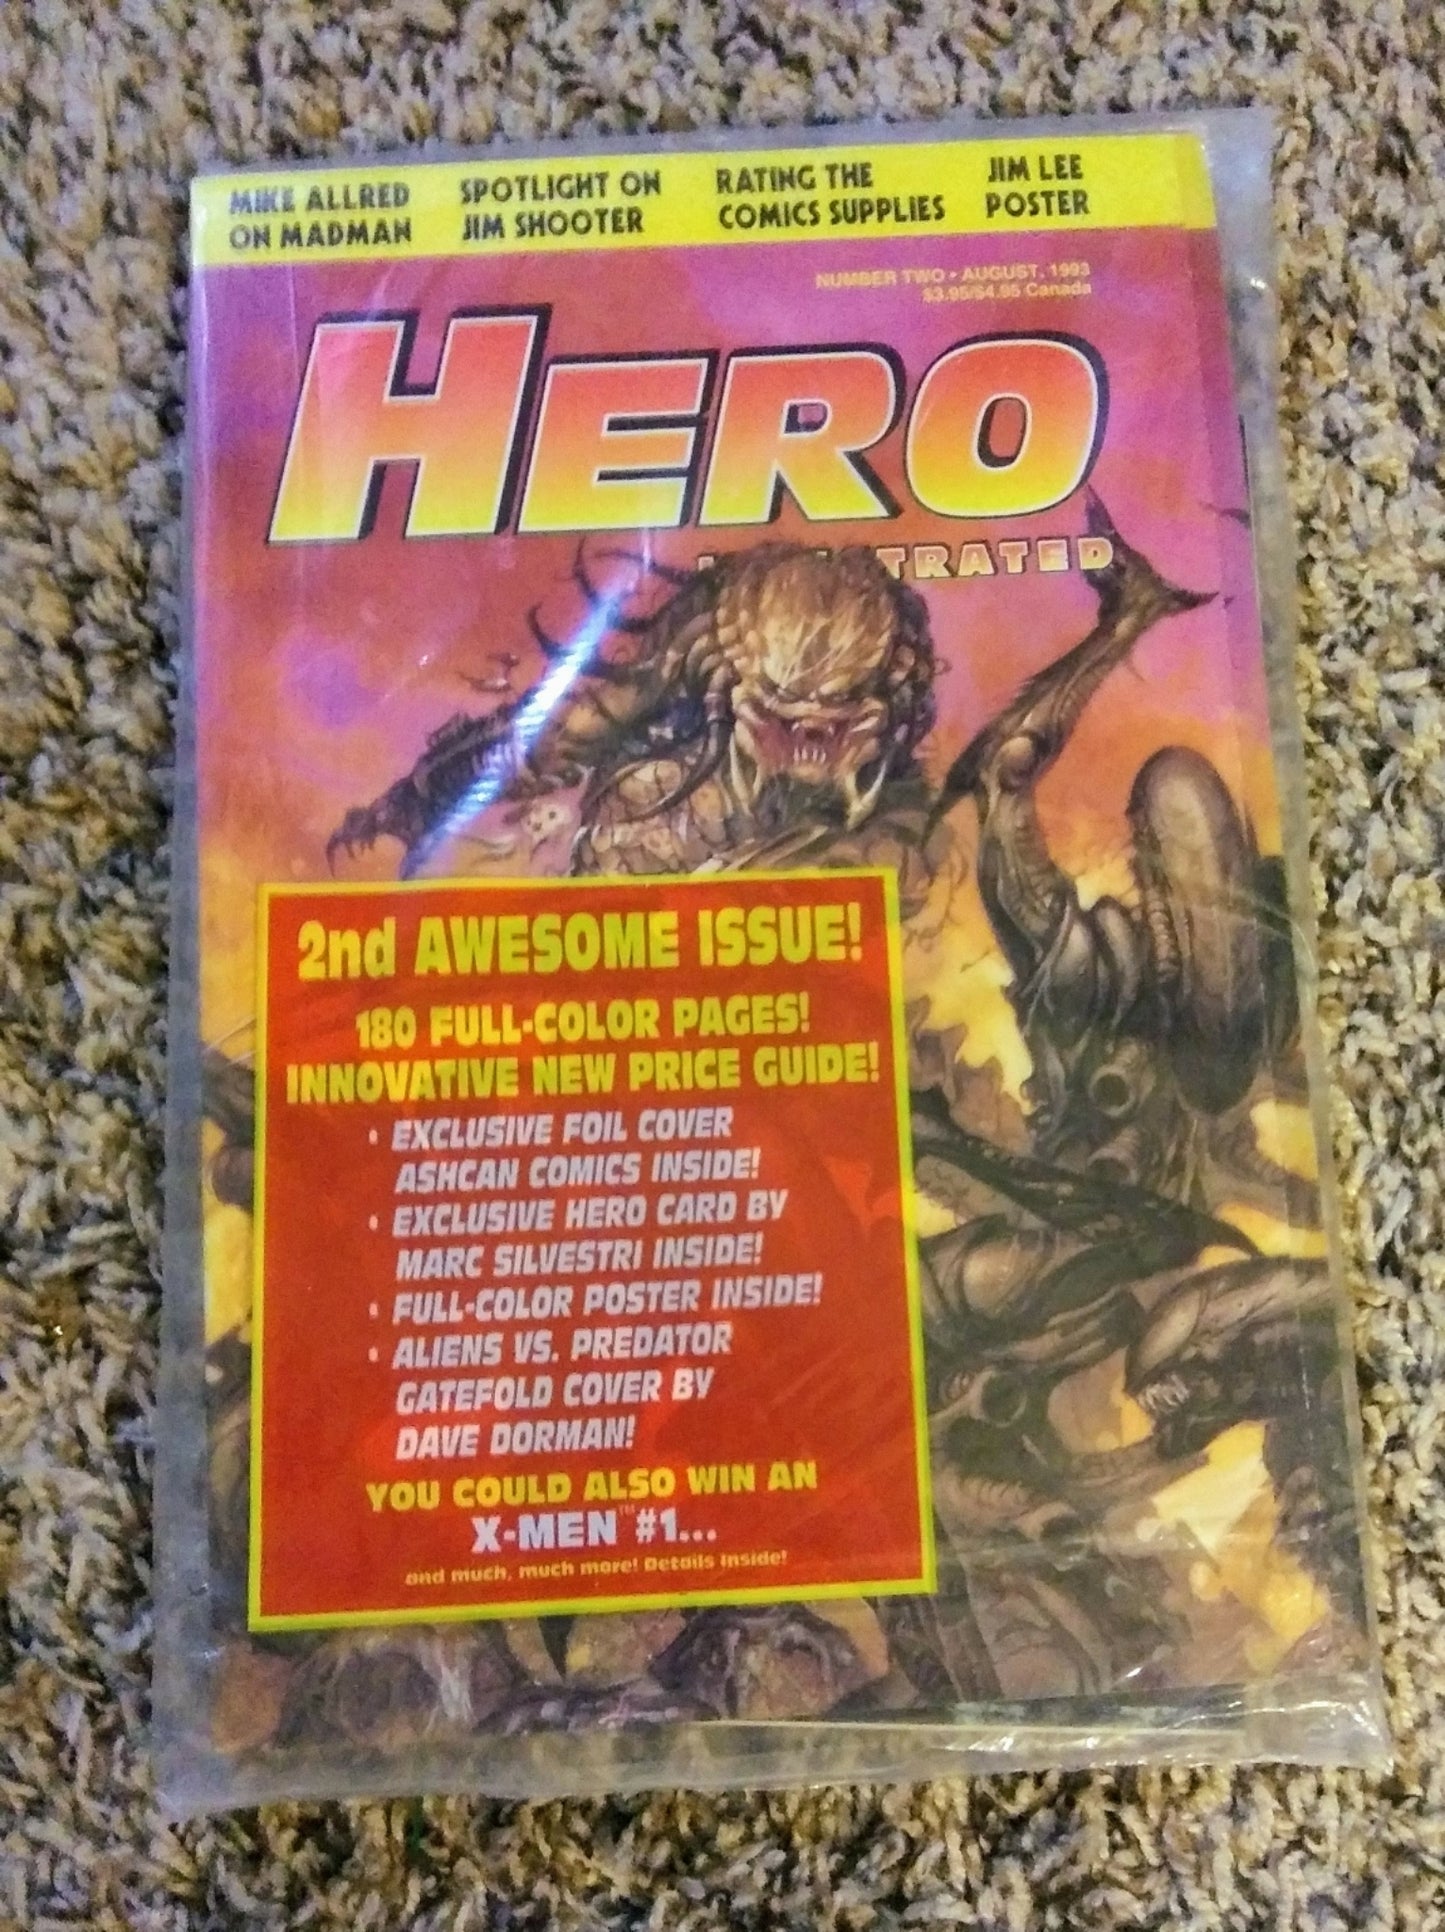 MIKE ALLRED
ON MADMAN
SPOTLIGHT ON
JIM SHOOTER
RATING THE
COMICS SUPPLIES
JIM LEE
POSTER
NUMBER TWO • AUGUST, 1993
$3.95/$4.95 Canada
HERO
2nd AWESOME ISSUE!
180 FULL-COLOR PAGES!
INNOVATIVE NEW PRICE GUIDE!
• EXCLUSIVE FOIL COVER
ASHCAN COMICS INSIDE!
• EXCLUSIVE HERO CARD BY
MARC SILVESTRI INSIDE!
• FULL-COLOR POSTER INSIDE!
• ALIENS VS. PREDATOR
GATEFOLD COVER BY
DAVE DORMAN!
YOU COULD ALSO WIN AN
X-MEN™ #1...
and much, much more! Details inside!